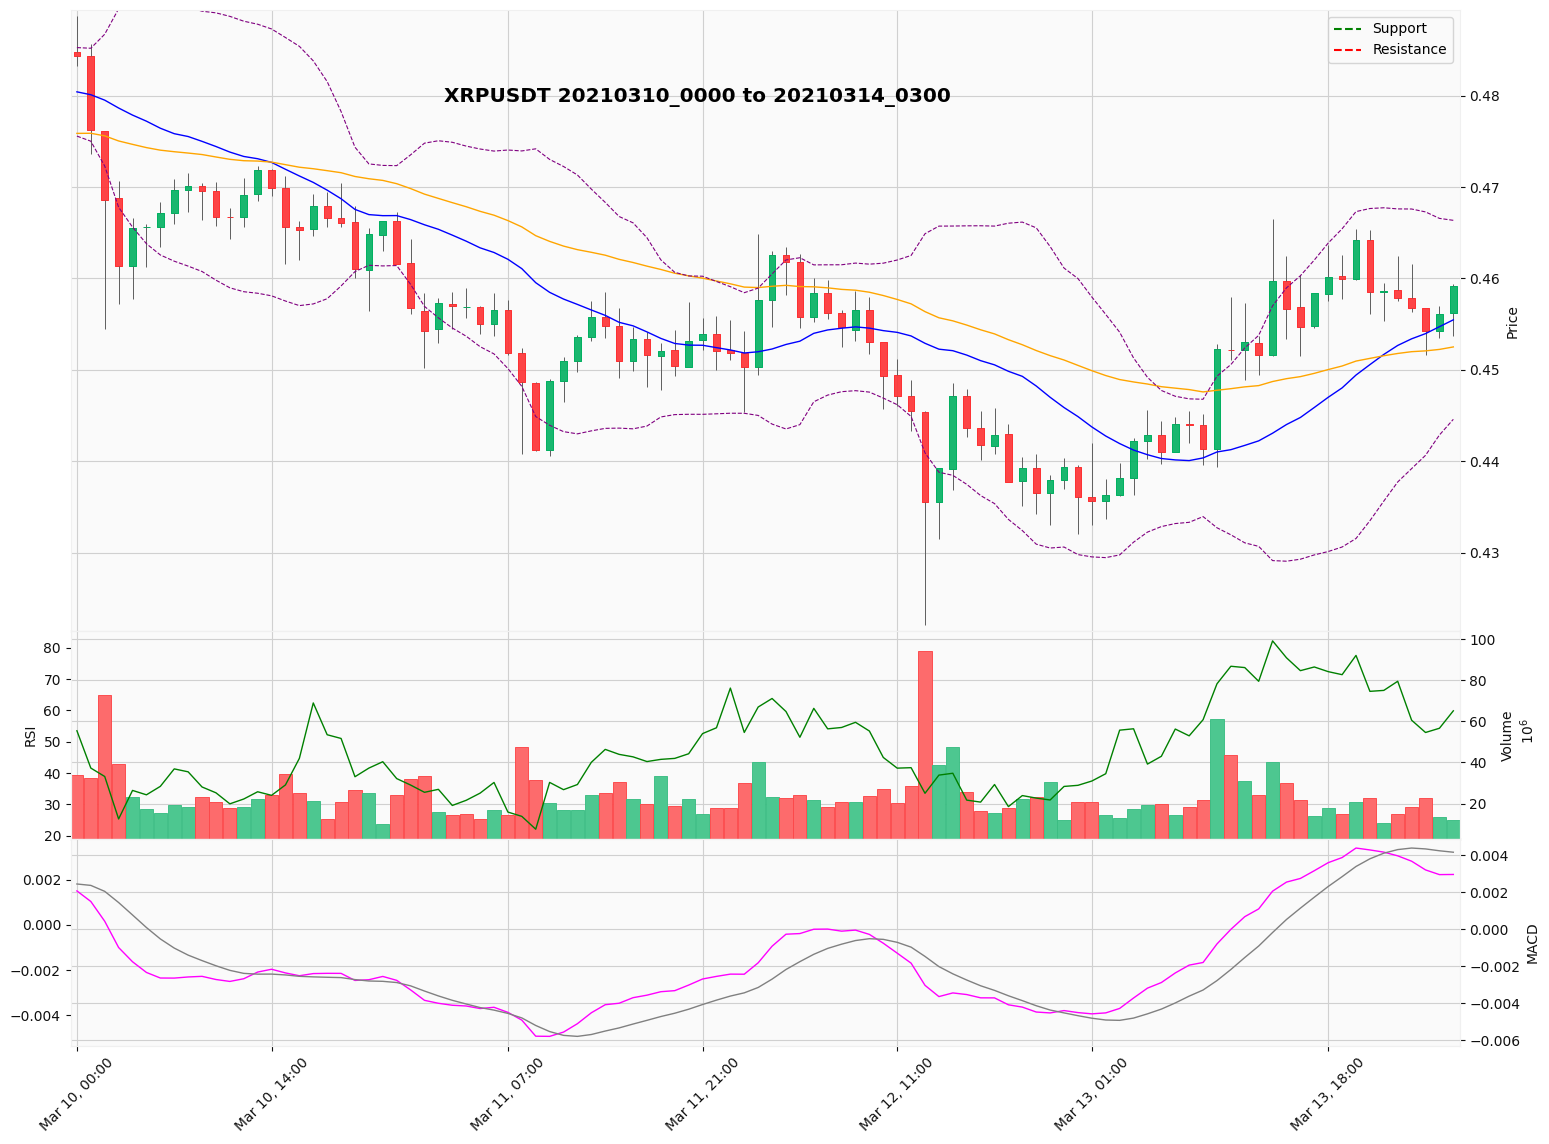 Support
Resistance
XRPUSDT 20210310_0000 to 20210314_0300
0.48
0.47
0.46
0.45
0.44
0.43
Price
80
70
60
50
40
30
20
RSI
100
80
60
40
20
Volume
10^6
0.002
0.000
−0.002
−0.004
0.004
0.002
0.000
−0.002
−0.004
−0.006
MACD
Mar 10, 00:00
Mar 10, 14:00
Mar 11, 07:00
Mar 11, 21:00
Mar 12, 11:00
Mar 13, 01:00
Mar 13, 18:00